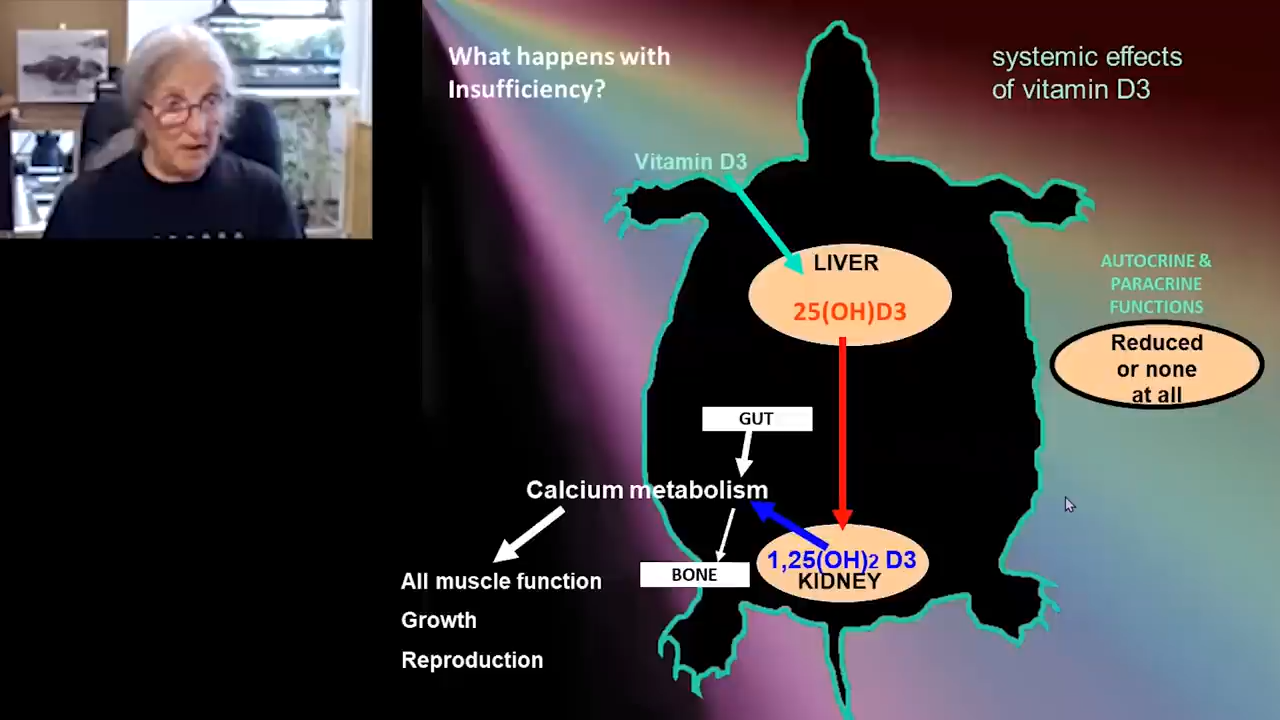 What happens with
Insufficiency?
systemic effects
of vitamin D3
Vitamin D3
LIVER
25(OH)D3
AUTOCRINE &
PARACRINE
FUNCTIONS
Reduced
or none
at all
GUT
Calcium metabolism
1,25(OH)2 D3
KIDNEY
BONE
All muscle function
Growth
Reproduction